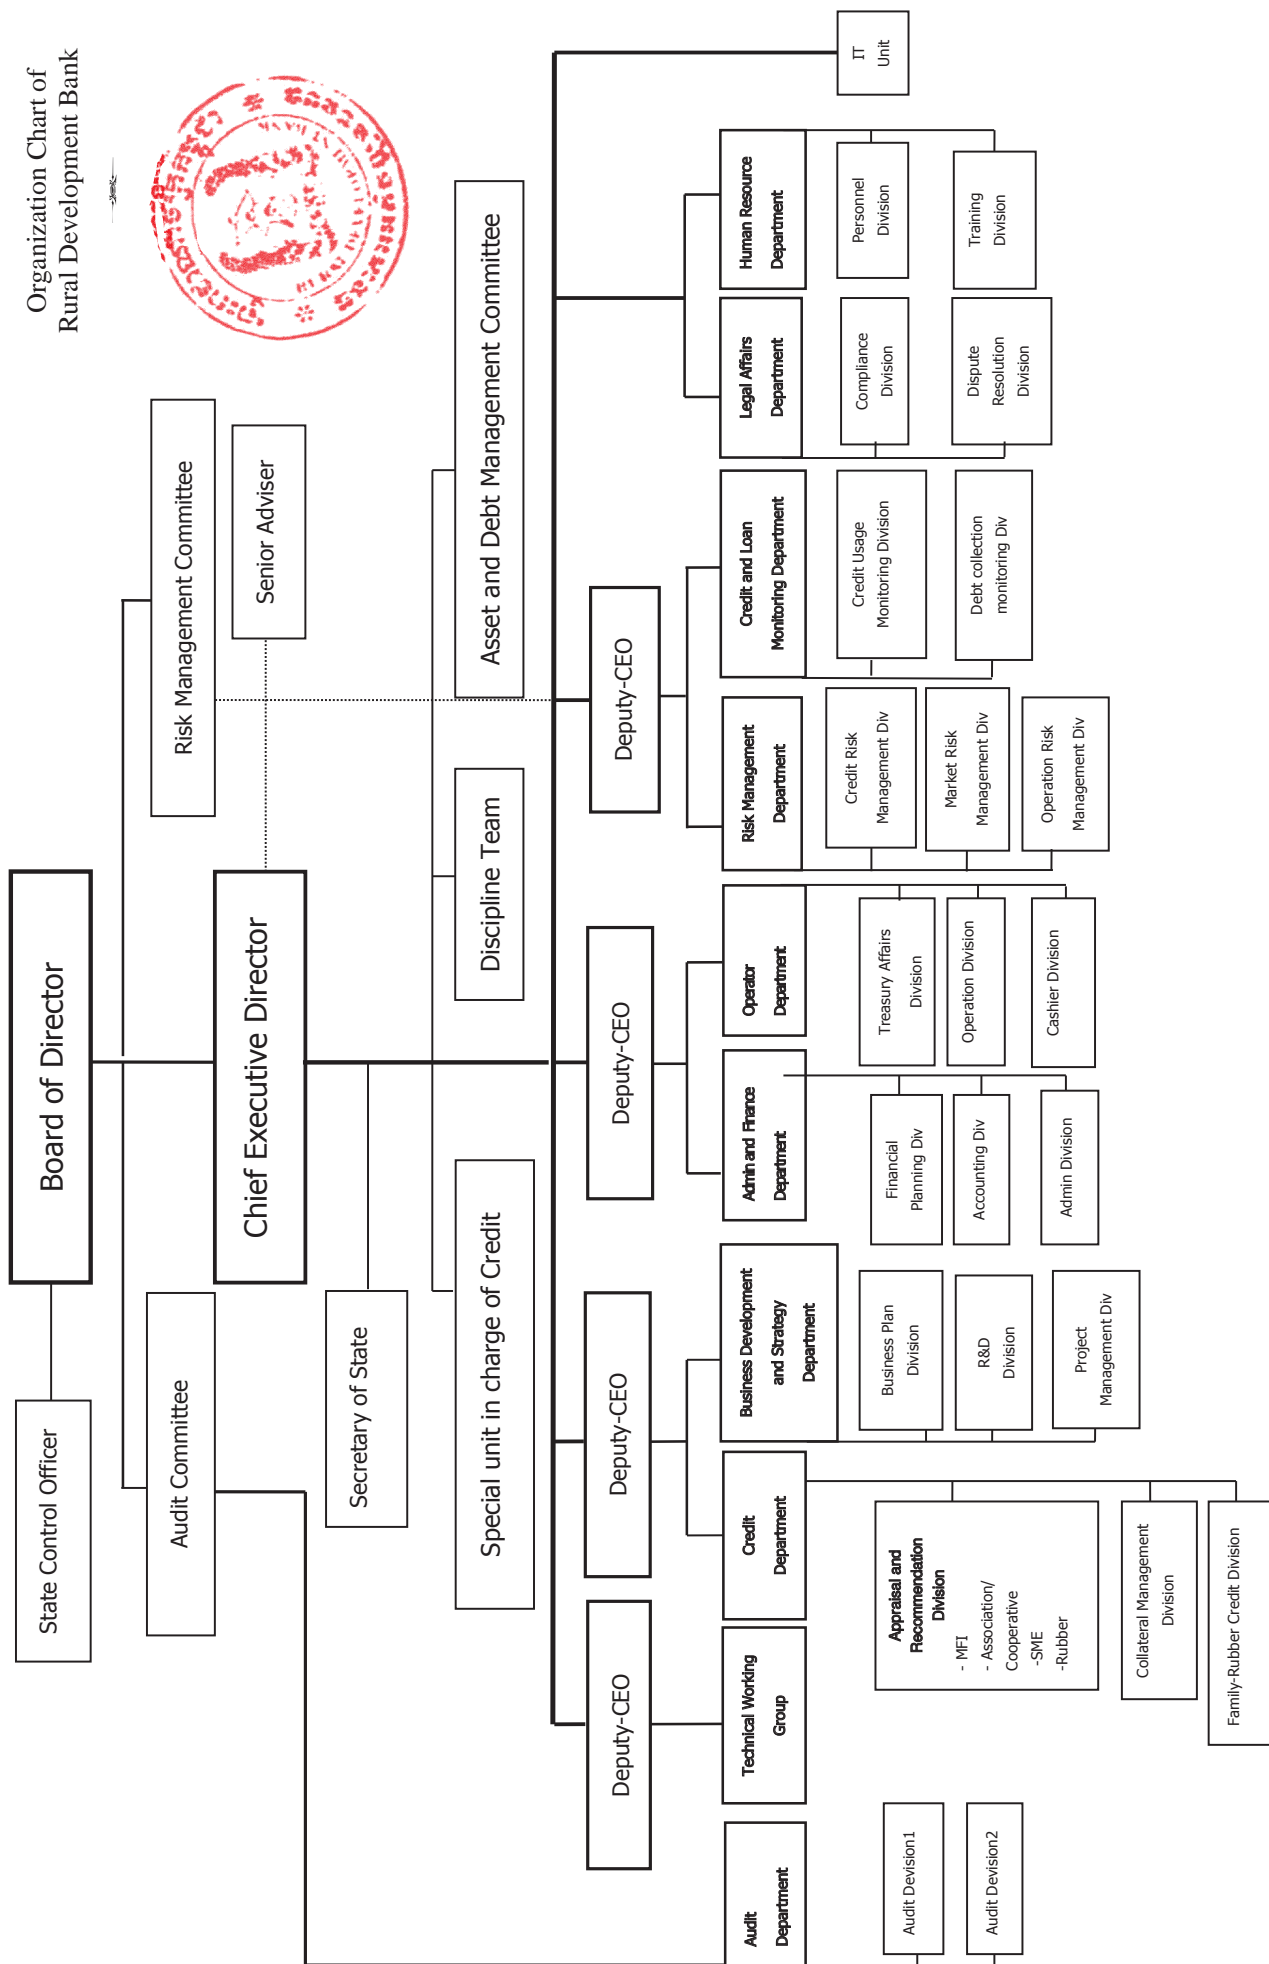 Organization Chart of
Rural Development Bank
Board of Director
State Control Officer
Audit Committee
Risk Management Committee
Chief Executive Director
Senior Adviser
Secretary of State
Special unit in charge of Credit
Discipline Team
Asset and Debt Management Committee
Deputy-CEO
Deputy-CEO
Deputy-CEO
Deputy-CEO
Audit
Department
Technical Working
Group
Credit
Department
Business Development
and Strategy
Department
Admin and Finance
Department
Operator
Department
Risk Management
Department
Credit and Loan
Monitoring Department
Legal Affairs
Department
Human Resource
Department
IT
Unit
Audit Devision1
Audit Devision2
Appraisal and
Recommendation
Division
- MFI
- Association/
Cooperative
-SME
-Rubber
Collateral Management
Division
Family-Rubber Credit Division
Business Plan
Division
R&D
Division
Project
Management Div
Financial
Planning Div
Accounting Div
Admin Division
Treasury Affairs
Division
Operation Division
Cashier Division
Credit Risk
Management Div
Market Risk
Management Div
Operation Risk
Management Div
Credit Usage
Monitoring Division
Debt collection
monitoring Div
Compliance
Division
Dispute
Resolution
Division
Personnel
Division
Training
Division